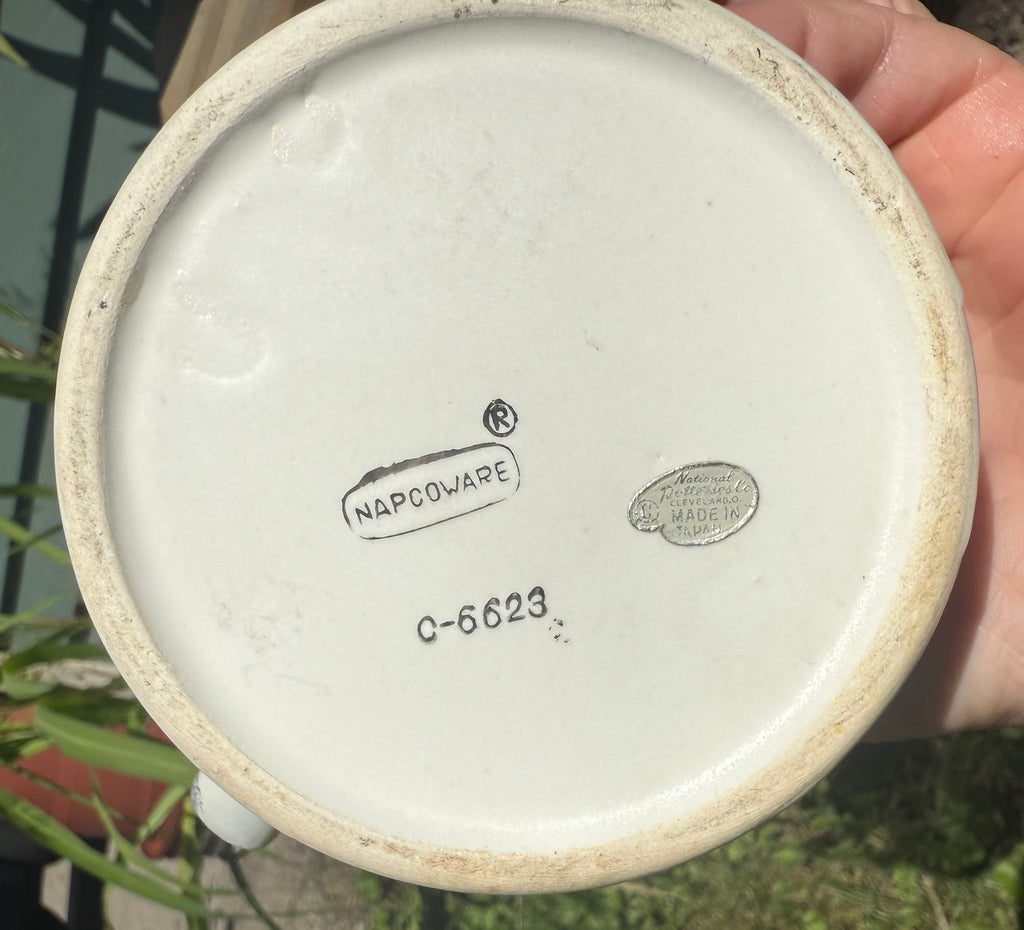 ®
NAPCOWARE
C-6623
National
Potteries Co
CLEVELAND,O.
MADE IN
JAPAN